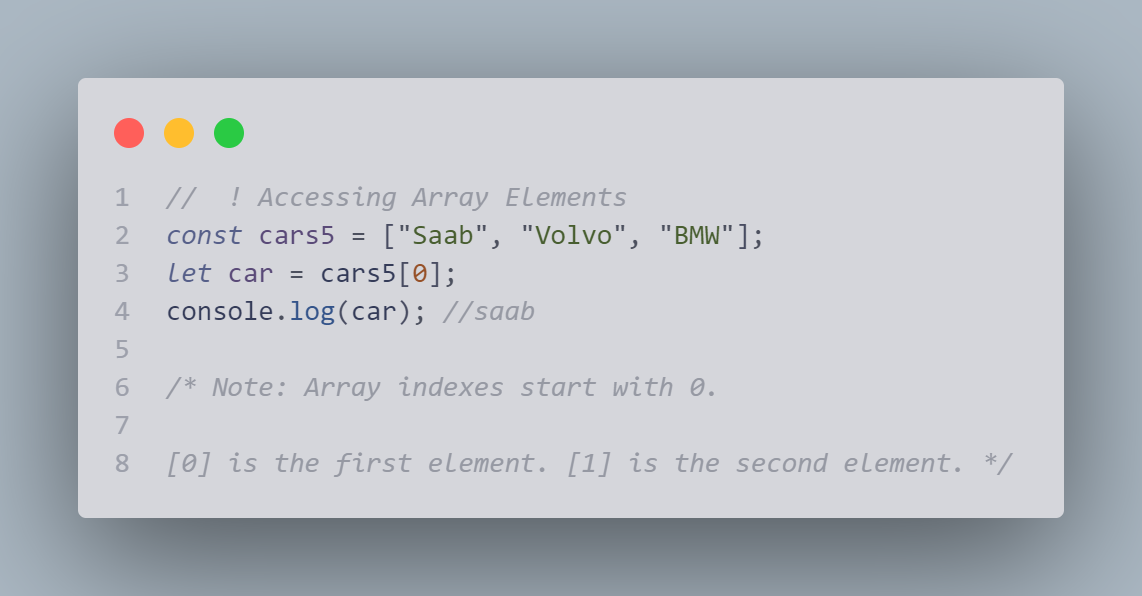 1 //  ! Accessing Array Elements
2 const cars5 = ["Saab", "Volvo", "BMW"];
3 let car = cars5[0];
4 console.log(car); //saab
5
6 /* Note: Array indexes start with 0.
7
8 [0] is the first element. [1] is the second element. */